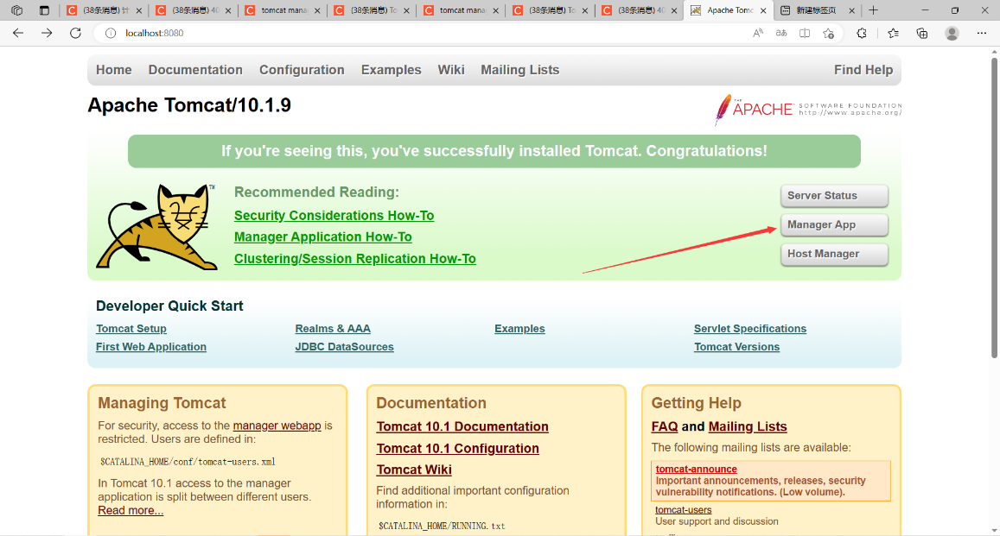 (38条消息) 计
(38条消息) 40
tomcat mana
(38条消息) To
tomcat mana
(38条消息) To
(38条消息) 40
Apache Tomc
新建标签页
localhost:8080
Home Documentation Configuration Examples Wiki Mailing Lists Find Help
Apache Tomcat/10.1.9
THE APACHE SOFTWARE FOUNDATION
http://www.apache.org/
If you're seeing this, you've successfully installed Tomcat. Congratulations!
TM
Recommended Reading:
Security Considerations How-To
Manager Application How-To
Clustering/Session Replication How-To
Server Status
Manager App
Host Manager
Developer Quick Start
Tomcat Setup
First Web Application
Realms & AAA
JDBC DataSources
Examples
Servlet Specifications
Tomcat Versions
Managing Tomcat
For security, access to the manager webapp is
restricted. Users are defined in:
$CATALINA_HOME/conf/tomcat-users.xml
In Tomcat 10.1 access to the manager
application is split between different users.
Read more...
Documentation
Tomcat 10.1 Documentation
Tomcat 10.1 Configuration
Tomcat Wiki
Find additional important configuration
information in:
$CATALINA_HOME/RUNNING.txt
Getting Help
FAQ and Mailing Lists
The following mailing lists are available:
tomcat-announce
Important announcements, releases, security
vulnerability notifications. (Low volume).
tomcat-users
User support and discussion